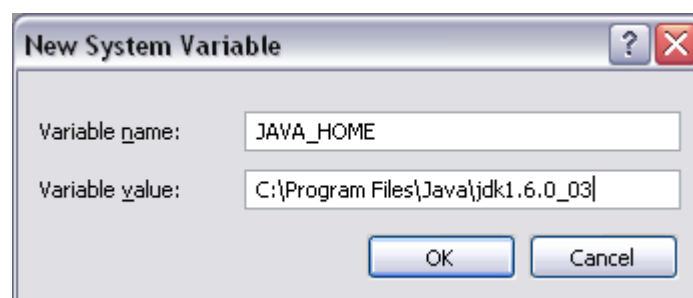 New System Variable
Variable name: JAVA_HOME
Variable value: C:\Program Files\Java\jdk1.6.0_03
OK Cancel